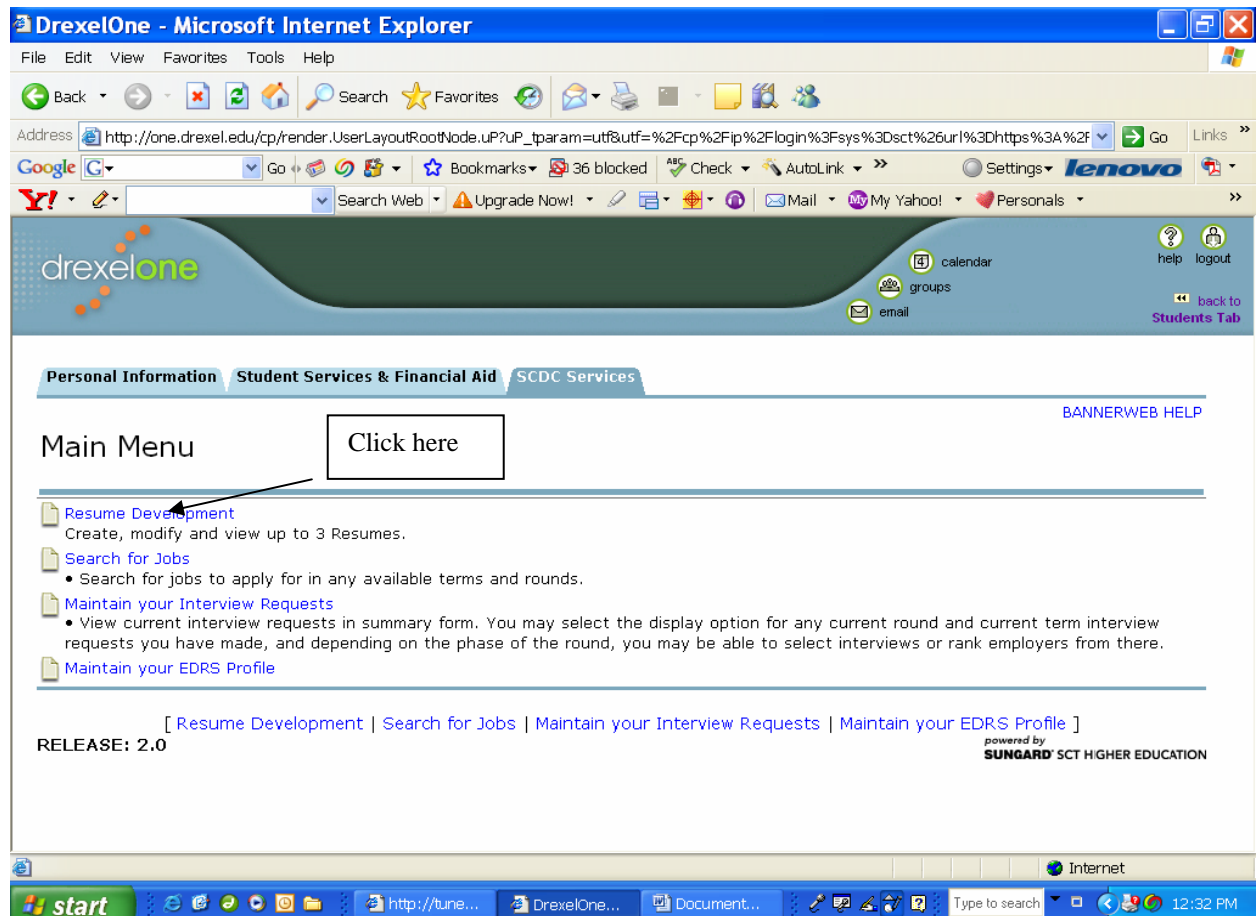 DrexelOne - Microsoft Internet Explorer
File Edit View Favorites Tools Help
Back Search Favorites
Address http://one.drexel.edu/cp/render.UserLayoutRootNode.uP?uP_tparam=utf&utf=%2Fcp%2Fip%2Flogin%3Fsys%3Dsct%26url%3Dhttps%3A%2F Go Links »
Google G Go Bookmarks 36 blocked ABC Check AutoLink » Settings lenovo
Y! Search Web Upgrade Now! Mail My My Yahoo! Personals »
drexelone
4 calendar
groups
email
help logout
back to
Students Tab
Personal Information Student Services & Financial Aid SCDC Services
BANNERWEB HELP
Main Menu
Click here
Resume Development
Create, modify and view up to 3 Resumes.
Search for Jobs
• Search for jobs to apply for in any available terms and rounds.
Maintain your Interview Requests
• View current interview requests in summary form. You may select the display option for any current round and current term interview
requests you have made, and depending on the phase of the round, you may be able to select interviews or rank employers from there.
Maintain your EDRS Profile
[ Resume Development | Search for Jobs | Maintain your Interview Requests | Maintain your EDRS Profile ]
RELEASE: 2.0
powered by
SUNGARD' SCT HIGHER EDUCATION
Internet
start http://tune... DrexelOne... Document... Type to search 12:32 PM